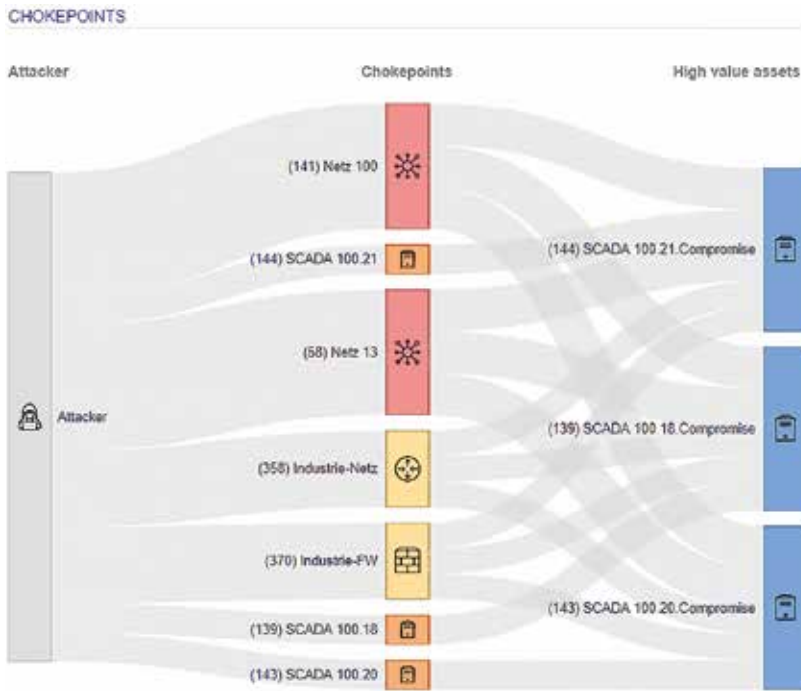 CHOKEPOINTS
Attacker
Chokepoints
High value assets
(141) Netz 100
(144) SCADA 100.21
(58) Netz 13
Attacker
(358) Industrie-Netz
(370) Industrie-FW
(139) SCADA 100.18
(143) SCADA 100.20
(144) SCADA 100.21.Compromise
(139) SCADA 100.18.Compromise
(143) SCADA 100.20.Compromise